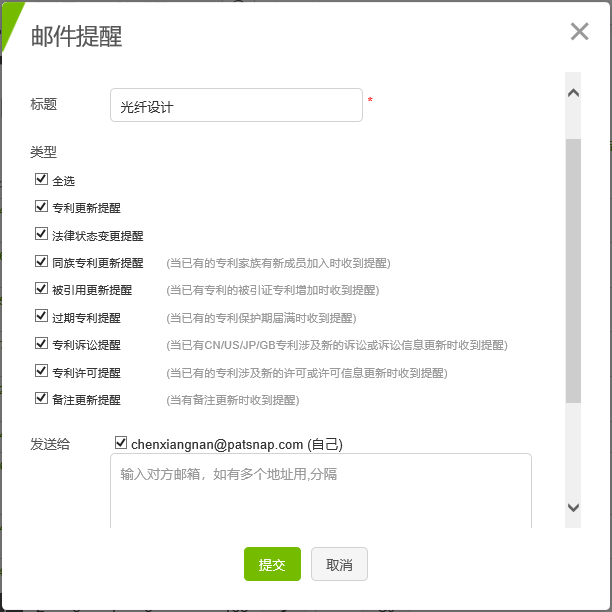 邮件提醒
标题 光纤设计 *
类型
全选
专利更新提醒
法律状态变更提醒
同族专利更新提醒 (当已有的专利家族有新成员加入时收到提醒)
被引用更新提醒 (当已有专利的被引证专利增加时收到提醒)
过期专利提醒 (当已有的专利保护期届满时收到提醒)
专利诉讼提醒 (当已有CN/US/JP/GB专利涉及新的诉讼或诉讼信息更新时收到提醒)
专利许可提醒 (当已有的专利涉及新的许可或许可信息更新时收到提醒)
备注更新提醒 (当有备注更新时收到提醒)
发送给 chenxiangnan@patsnap.com (自己)
输入对方邮箱，如有多个地址用,分隔
提交 取消